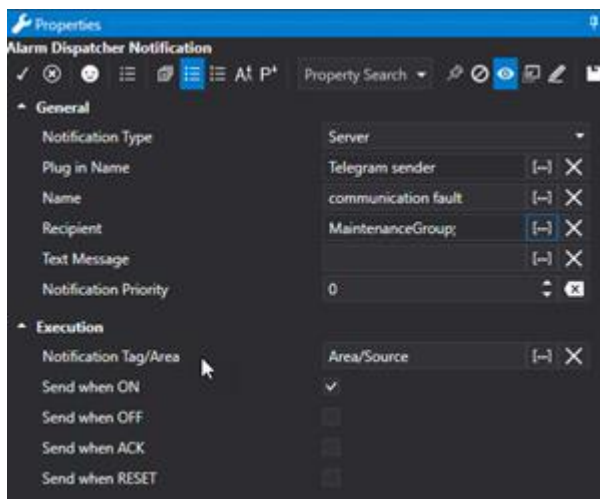 Properties
Alarm Dispatcher Notification
Property Search
General
Notification Type Server
Plug in Name Telegram sender
Name communication fault
Recipient MaintenanceGroup;
Text Message
Notification Priority 0
Execution
Notification Tag/Area Area/Source
Send when ON
Send when OFF
Send when ACK
Send when RESET